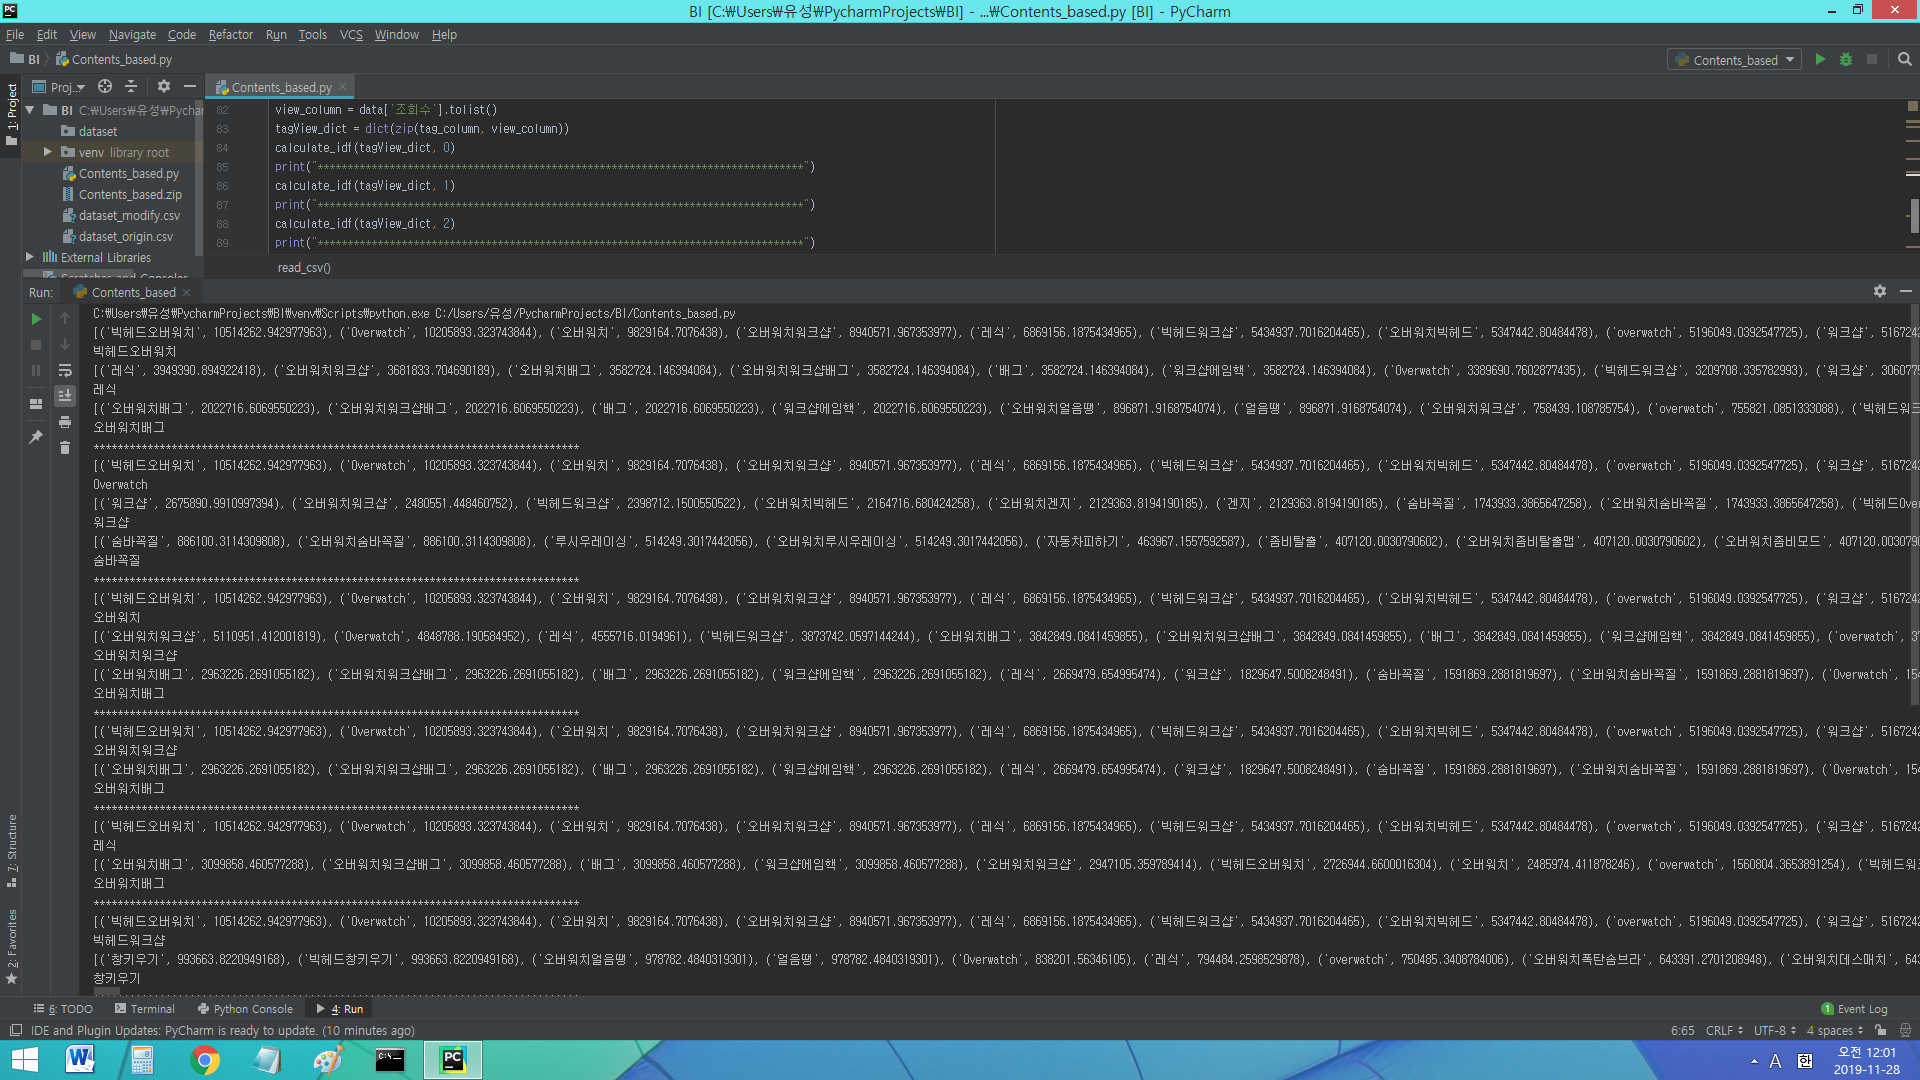 BI [C:₩Users₩유성₩PycharmProjects₩BI] - ...₩Contents_based.py [BI] - PyCharm
File Edit View Navigate Code Refactor Run Tools VCS Window Help
BI Contents_based.py
Contents_based
Proj..
Contents_based.py
1: Project
BI C:₩Users₩유성₩Pychar
dataset
venv library root
Contents_based.py
Contents_based.zip
dataset_modify.csv
dataset_origin.csv
External Libraries
Scratches and Consoles
82 view_column = data['조회수'].tolist()
83 tagView_dict = dict(zip(tag_column, view_column))
84 calculate_idf(tagView_dict, 0)
85 print("*********************************************************************************")
86 calculate_idf(tagView_dict, 1)
87 print("*********************************************************************************")
88 calculate_idf(tagView_dict, 2)
89 print("*********************************************************************************")
read_csv()
Run: Contents_based
C:₩Users₩유성₩PycharmProjects₩BI₩venv₩Scripts₩python.exe C:/Users/유성/PycharmProjects/BI/Contents_based.py
[('빅헤드오버워치', 10514262.942977963), ('Overwatch', 10205893.323743844), ('오버워치', 9829164.7076438), ('오버워치워크샵', 8940571.967353977), ('레식', 6869156.1875434965), ('빅헤드워크샵', 5434937.7016204465), ('오버워치빅헤드', 5347442.80484478), ('overwatch', 5196049.0392547725), ('워크샵', 516724
빅헤드오버워치
[('레식', 3949390.894922418), ('오버워치워크샵', 3681833.704690189), ('오버워치배그', 3582724.146394084), ('오버워치워크샵배그', 3582724.146394084), ('배그', 3582724.146394084), ('워크샵에임핵', 3582724.146394084), ('Overwatch', 3389690.7602877435), ('빅헤드워크샵', 3209708.335782993), ('워크샵', 306077
레식
[('오버워치배그', 2022716.6069550223), ('오버워치워크샵배그', 2022716.6069550223), ('배그', 2022716.6069550223), ('워크샵에임핵', 2022716.6069550223), ('오버워치얼음땡', 896871.9168754074), ('얼음땡', 896871.9168754074), ('오버워치워크샵', 758439.108785754), ('overwatch', 755821.0851333088), ('빅헤드워크
오버워치배그
*********************************************************************************
[('빅헤드오버워치', 10514262.942977963), ('Overwatch', 10205893.323743844), ('오버워치', 9829164.7076438), ('오버워치워크샵', 8940571.967353977), ('레식', 6869156.1875434965), ('빅헤드워크샵', 5434937.7016204465), ('오버워치빅헤드', 5347442.80484478), ('overwatch', 5196049.0392547725), ('워크샵', 516724
Overwatch
[('워크샵', 2675890.9910997394), ('오버워치워크샵', 2480551.448460752), ('빅헤드워크샵', 2398712.1500550522), ('오버워치빅헤드', 2164716.680424258), ('오버워치겐지', 2129363.8194190185), ('겐지', 2129363.8194190185), ('숨바꼭질', 1743933.3865647258), ('오버워치숨바꼭질', 1743933.3865647258), ('빅헤드Ove
워크샵
[('숨바꼭질', 886100.3114309808), ('오버워치숨바꼭질', 886100.3114309808), ('루시우레이싱', 514249.3017442056), ('오버워치루시우레이싱', 514249.3017442056), ('자동차피하기', 463967.1557592587), ('좀비탈출', 407120.0030790602), ('오버워치좀비탈출맵', 407120.0030790602), ('오버워치좀비모드', 407120.003079
숨바꼭질
*********************************************************************************
[('빅헤드오버워치', 10514262.942977963), ('Overwatch', 10205893.323743844), ('오버워치', 9829164.7076438), ('오버워치워크샵', 8940571.967353977), ('레식', 6869156.1875434965), ('빅헤드워크샵', 5434937.7016204465), ('오버워치빅헤드', 5347442.80484478), ('overwatch', 5196049.0392547725), ('워크샵', 516724
오버워치
[('오버워치워크샵', 5110951.412001819), ('Overwatch', 4848788.190584952), ('레식', 4555716.0194961), ('빅헤드워크샵', 3873742.0597144244), ('오버워치배그', 3842849.0841459855), ('오버워치워크샵배그', 3842849.0841459855), ('배그', 3842849.0841459855), ('워크샵에임핵', 3842849.0841459855), ('overwatch', 3
오버워치워크샵
[('오버워치배그', 2963226.2691055182), ('오버워치워크샵배그', 2963226.2691055182), ('배그', 2963226.2691055182), ('워크샵에임핵', 2963226.2691055182), ('레식', 2669479.654995474), ('워크샵', 1829647.5008248491), ('숨바꼭질', 1591869.2881819697), ('오버워치숨바꼭질', 1591869.2881819697), ('Overwatch', 154
오버워치배그
*********************************************************************************
[('빅헤드오버워치', 10514262.942977963), ('Overwatch', 10205893.323743844), ('오버워치', 9829164.7076438), ('오버워치워크샵', 8940571.967353977), ('레식', 6869156.1875434965), ('빅헤드워크샵', 5434937.7016204465), ('오버워치빅헤드', 5347442.80484478), ('overwatch', 5196049.0392547725), ('워크샵', 516724
오버워치워크샵
[('오버워치배그', 2963226.2691055182), ('오버워치워크샵배그', 2963226.2691055182), ('배그', 2963226.2691055182), ('워크샵에임핵', 2963226.2691055182), ('레식', 2669479.654995474), ('워크샵', 1829647.5008248491), ('숨바꼭질', 1591869.2881819697), ('오버워치숨바꼭질', 1591869.2881819697), ('Overwatch', 154
오버워치배그
*********************************************************************************
[('빅헤드오버워치', 10514262.942977963), ('Overwatch', 10205893.323743844), ('오버워치', 9829164.7076438), ('오버워치워크샵', 8940571.967353977), ('레식', 6869156.1875434965), ('빅헤드워크샵', 5434937.7016204465), ('오버워치빅헤드', 5347442.80484478), ('overwatch', 5196049.0392547725), ('워크샵', 516724
레식
[('오버워치배그', 3099858.460577288), ('오버워치워크샵배그', 3099858.460577288), ('배그', 3099858.460577288), ('워크샵에임핵', 3099858.460577288), ('오버워치워크샵', 2947105.359789414), ('빅헤드오버워치', 2726944.6600016304), ('오버워치', 2485974.411878246), ('overwatch', 1560804.3653891254), ('빅헤드워크
오버워치배그
*********************************************************************************
[('빅헤드오버워치', 10514262.942977963), ('Overwatch', 10205893.323743844), ('오버워치', 9829164.7076438), ('오버워치워크샵', 8940571.967353977), ('레식', 6869156.1875434965), ('빅헤드워크샵', 5434937.7016204465), ('오버워치빅헤드', 5347442.80484478), ('overwatch', 5196049.0392547725), ('워크샵', 516724
빅헤드워크샵
[('창키우기', 993663.8220949168), ('빅헤드창키우기', 993663.8220949168), ('오버워치얼음땡', 978782.4840319301), ('얼음땡', 978782.4840319301), ('Overwatch', 838201.56346105), ('레식', 794484.2598529878), ('overwatch', 750485.3408784006), ('오버워치폭탄솜브라', 643391.2701208948), ('오버워치데스매치', 643
창키우기
7: Structure
2: Favorites
6: TODO Terminal Python Console 4: Run 1 Event Log
IDE and Plugin Updates: PyCharm is ready to update. (10 minutes ago) 6:65 CRLF UTF-8 4 spaces
A 한 오전 12:01
2019-11-28